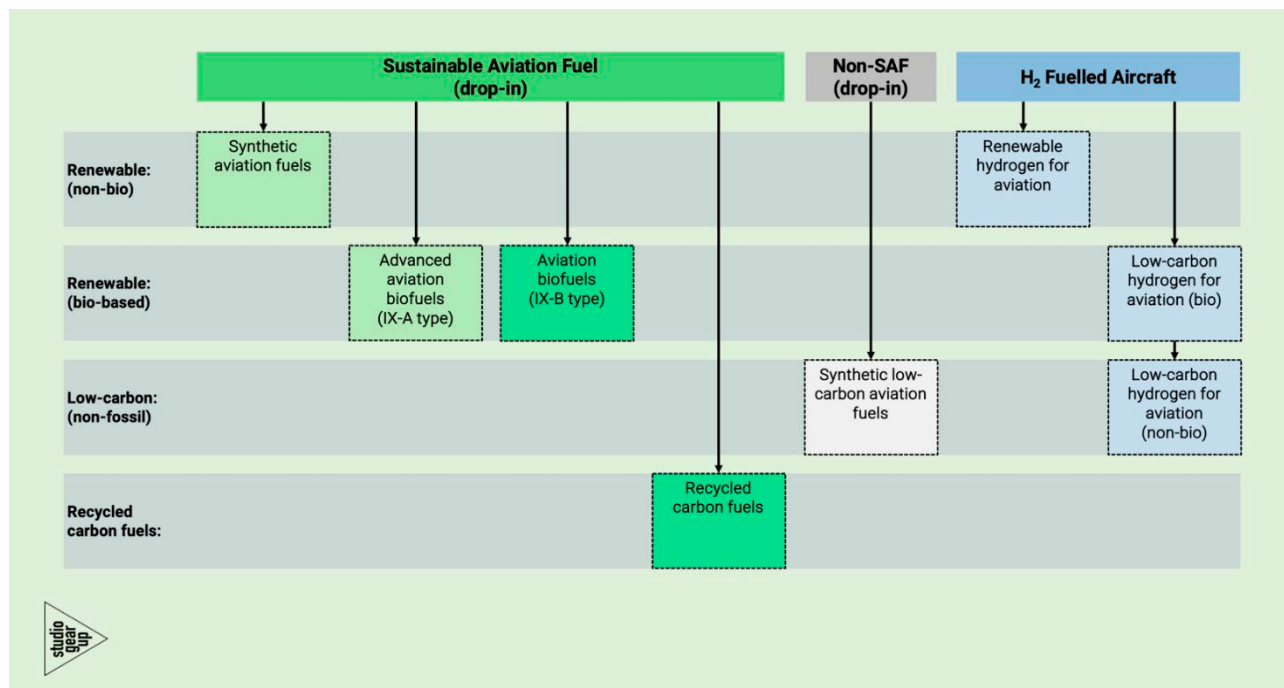 Sustainable Aviation Fuel
(drop-in)
Non-SAF
(drop-in)
H₂ Fuelled Aircraft
Renewable:
(non-bio)
Synthetic
aviation fuels
Renewable
hydrogen for
aviation
Renewable:
(bio-based)
Advanced
aviation
biofuels
(IX-A type)
Aviation
biofuels
(IX-B type)
Low-carbon
hydrogen for
aviation (bio)
Low-carbon:
(non-fossil)
Synthetic low-
carbon aviation
fuels
Low-carbon
hydrogen for
aviation
(non-bio)
Recycled
carbon fuels:
Recycled
carbon fuels
studio
gear
up